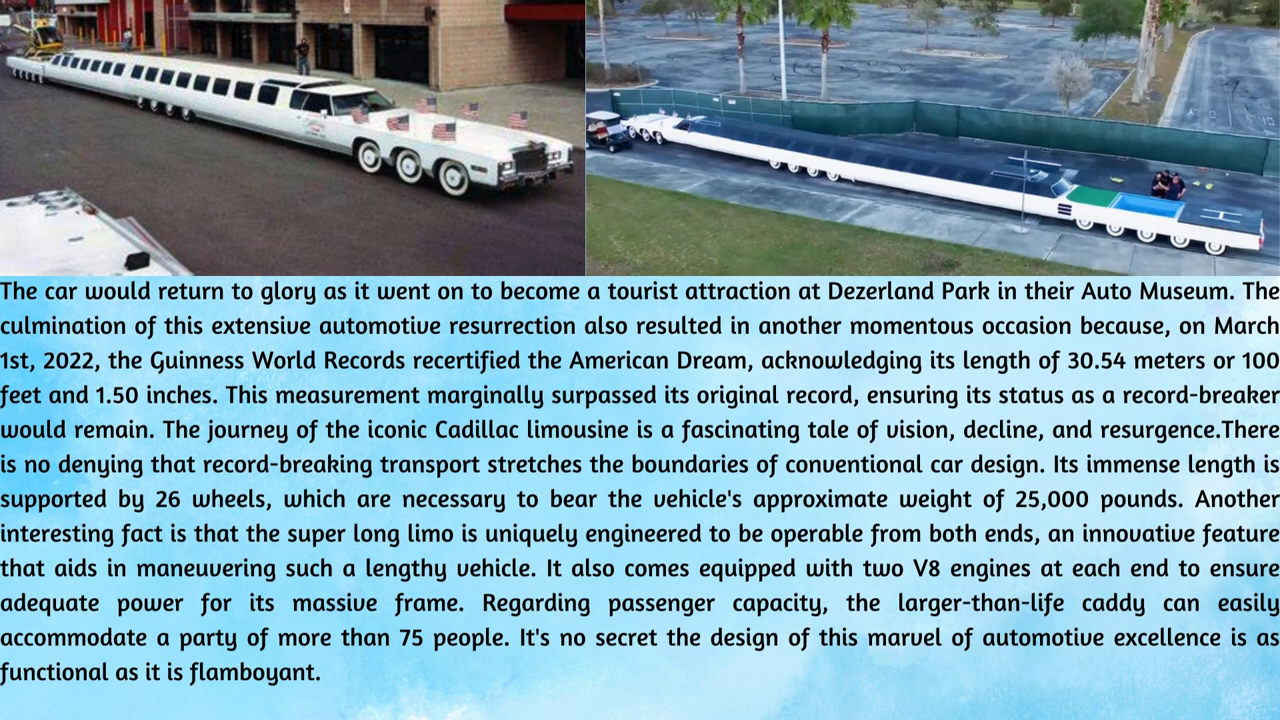 The car would return to glory as it went on to become a tourist attraction at Dezerland Park in their Auto Museum. The
culmination of this extensive automotive resurrection also resulted in another momentous occasion because, on March
1st, 2022, the Guinness World Records recertified the American Dream, acknowledging its length of 30.54 meters or 100
feet and 1.50 inches. This measurement marginally surpassed its original record, ensuring its status as a record-breaker
would remain. The journey of the iconic Cadillac limousine is a fascinating tale of vision, decline, and resurgence.There
is no denying that record-breaking transport stretches the boundaries of conventional car design. Its immense length is
supported by 26 wheels, which are necessary to bear the vehicle's approximate weight of 25,000 pounds. Another
interesting fact is that the super long limo is uniquely engineered to be operable from both ends, an innovative feature
that aids in maneuvering such a lengthy vehicle. It also comes equipped with two V8 engines at each end to ensure
adequate power for its massive frame. Regarding passenger capacity, the larger-than-life caddy can easily
accommodate a party of more than 75 people. It's no secret the design of this marvel of automotive excellence is as
functional as it is flamboyant.